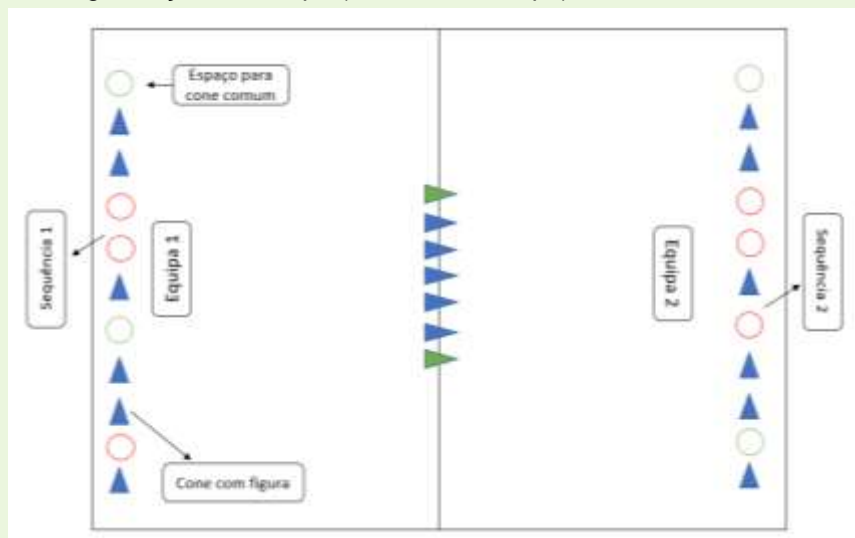 Espaço para
cone comum
Sequência 1
Equipa 1
Equipa 2
Sequência 2
Cone com figura